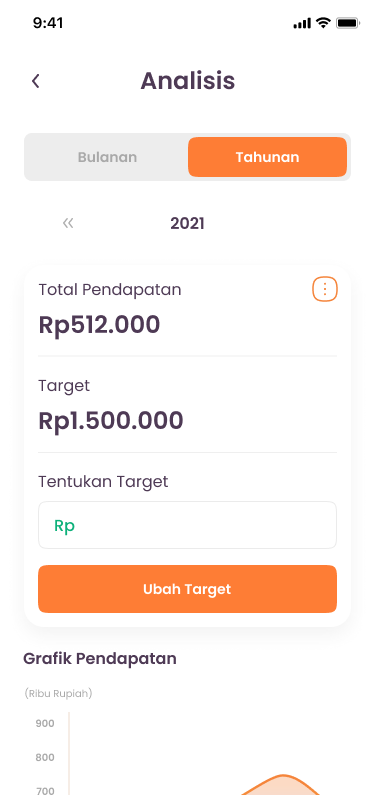 9:41
Analisis
Bulanan
Tahunan
2021
Total Pendapatan
Rp512.000
Target
Rp1.500.000
Tentukan Target
Rp
Ubah Target
Grafik Pendapatan
(Ribu Rupiah)
900
800
700